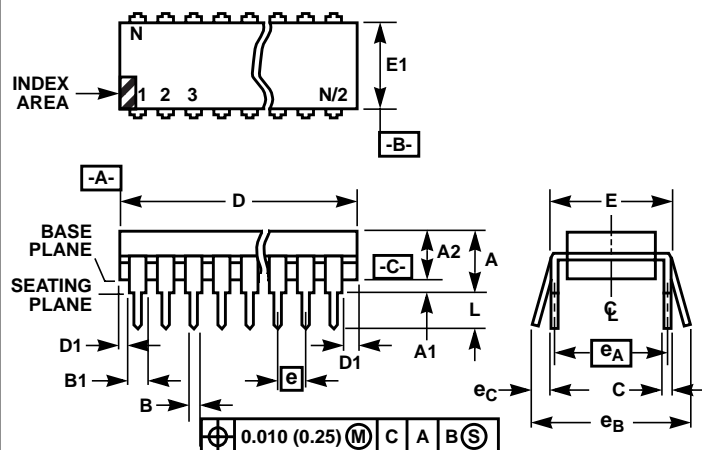 N
E1
INDEX
AREA
1 2 3 N/2
-B-
-A-
D
E
BASE
PLANE
A2
A
-C-
SEATING
PLANE
L
CL
D1
A1
D1
eA
B1
e
eC
C
B
eB
0.010 (0.25) M C A B S